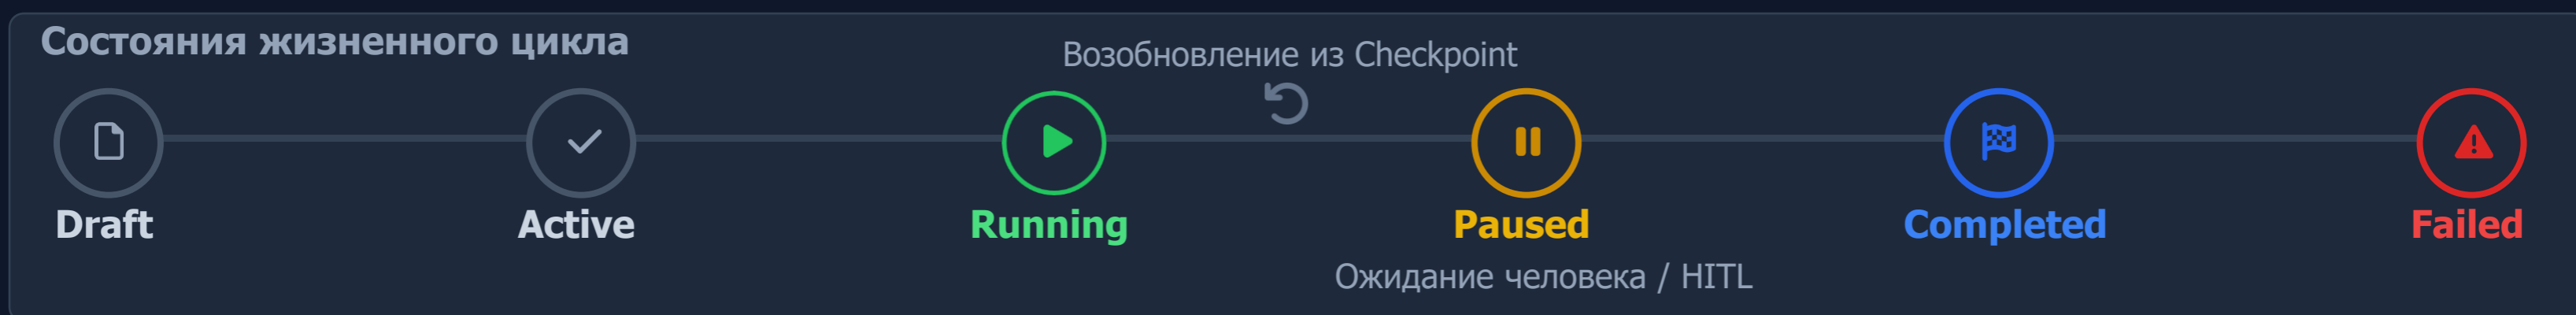 Состояния жизненного цикла
Возобновление из Checkpoint
Draft
Active
Running
Paused
Completed
Failed
Ожидание человека / HITL